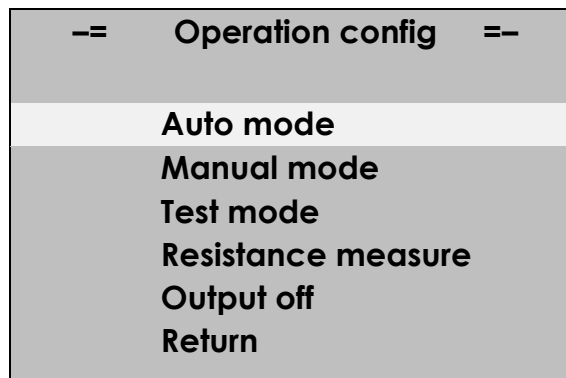 –= Operation config =–
Auto mode
Manual mode
Test mode
Resistance measure
Output off
Return